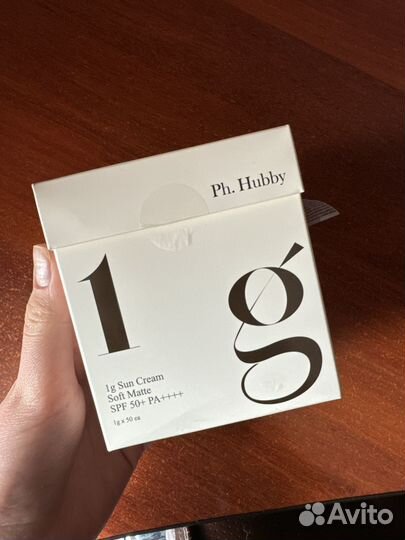 Ph. Hubby
1g
1g Sun Cream
Soft Matte
SPF 50+ PA++++
1g x 50 ea
Avito